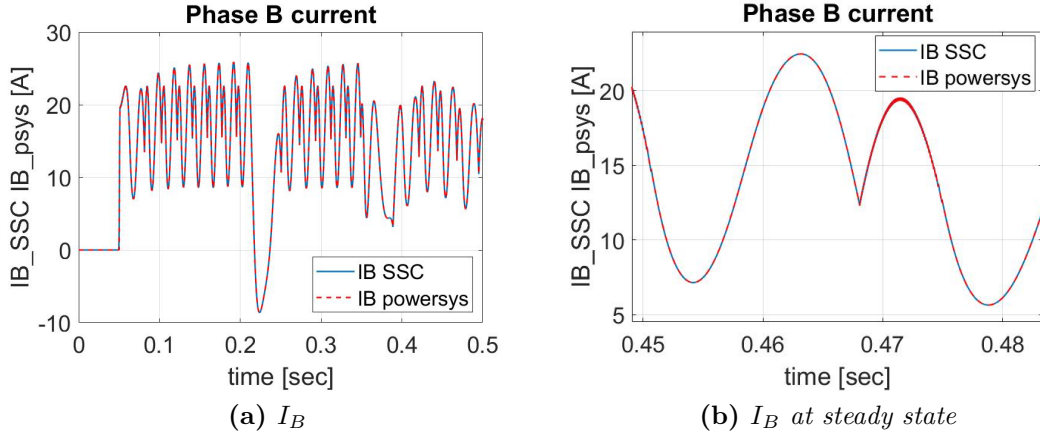 Phase B current
IB_SSC IB_psys [A]
30
20
10
0
-10
IB SSC
IB powersys
0 0.1 0.2 0.3 0.4 0.5
time [sec]
(a) I_B
Phase B current
IB_SSC IB_psys [A]
20
15
10
5
IB SSC
IB powersys
0.45 0.46 0.47 0.48
time [sec]
(b) I_B at steady state